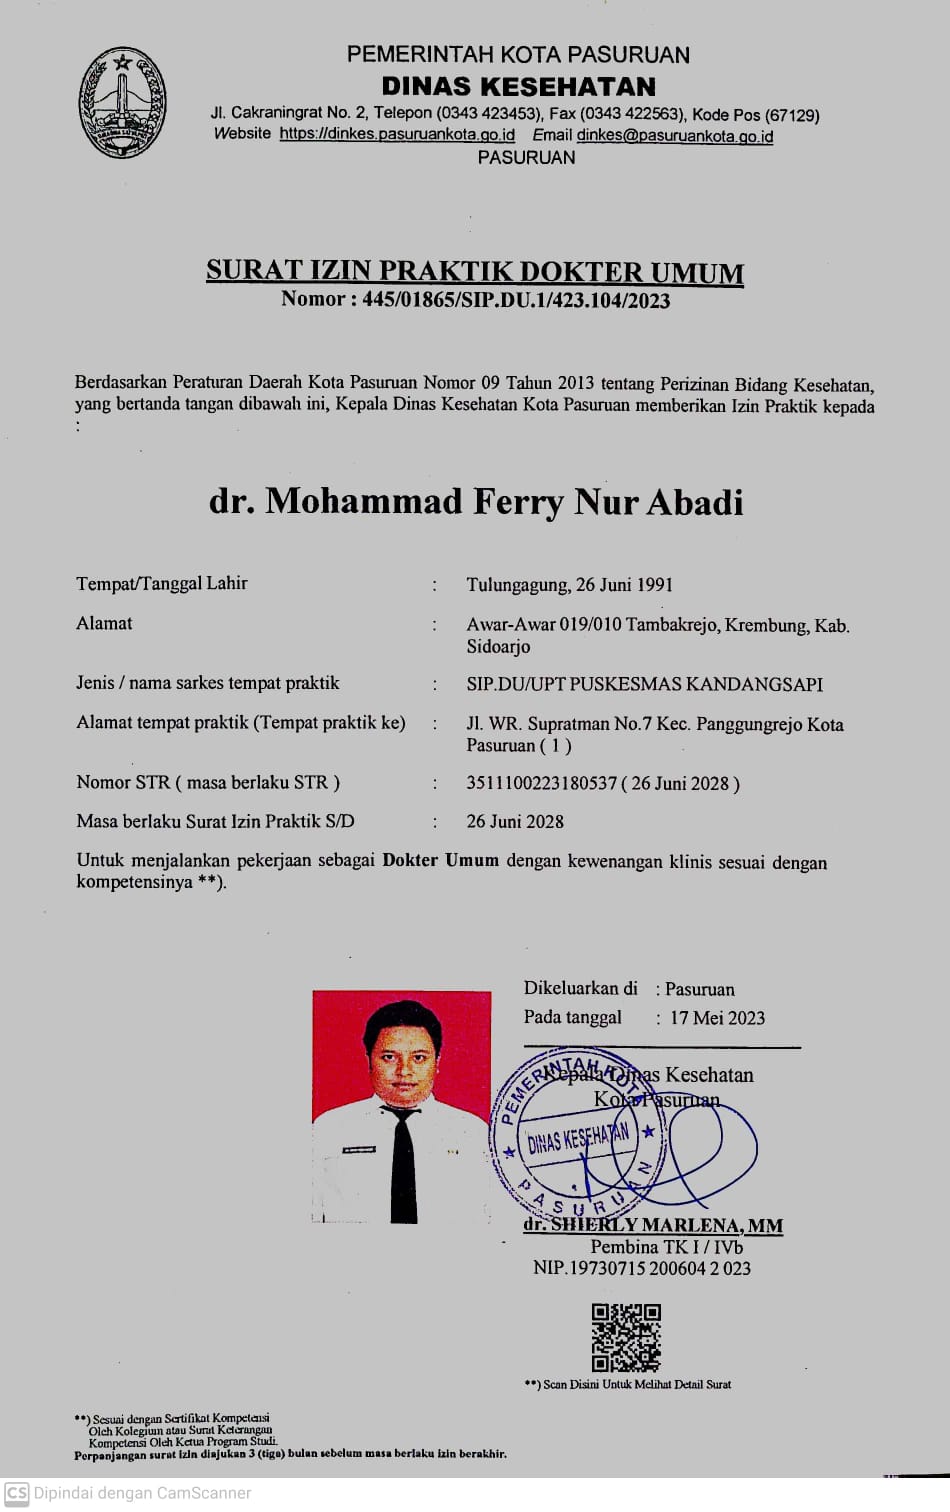 PEMERINTAH KOTA PASURUAN
DINAS KESEHATAN
Jl. Cakraningrat No. 2, Telepon (0343 423453), Fax (0343 422563), Kode Pos (67129)
Website https://dinkes.pasuruankota.go.id Email dinkes@pasuruankota.go.id
PASURUAN
SURAT IZIN PRAKTIK DOKTER UMUM
Nomor : 445/01865/SIP.DU.1/423.104/2023
Berdasarkan Peraturan Daerah Kota Pasuruan Nomor 09 Tahun 2013 tentang Perizinan Bidang Kesehatan,
yang bertanda tangan dibawah ini, Kepala Dinas Kesehatan Kota Pasuruan memberikan Izin Praktik kepada
:
dr. Mohammad Ferry Nur Abadi
Tempat/Tanggal Lahir : Tulungagung, 26 Juni 1991
Alamat : Awar-Awar 019/010 Tambakrejo, Krembung, Kab.
Sidoarjo
Jenis / nama sarkes tempat praktik : SIP.DU/UPT PUSKESMAS KANDANGSAPI
Alamat tempat praktik (Tempat praktik ke) : Jl. WR. Supratman No.7 Kec. Panggungrejo Kota
Pasuruan ( 1 )
Nomor STR ( masa berlaku STR ) : 3511100223180537 ( 26 Juni 2028 )
Masa berlaku Surat Izin Praktik S/D : 26 Juni 2028
Untuk menjalankan pekerjaan sebagai Dokter Umum dengan kewenangan klinis sesuai dengan
kompetensinya **).
Dikeluarkan di : Pasuruan
Pada tanggal : 17 Mei 2023
Kepala Dinas Kesehatan
Kota Pasuruan
PEMERINTAH KOTA
DINAS KESEHATAN
PASURUAN
dr. SHIERLY MARLENA, MM
Pembina TK I / IVb
NIP.19730715 200604 2 023
**) Scan Disini Untuk Melihat Detail Surat
**) Sesuai dengan Sertifikat Kompetensi
Oleh Kolegium atau Surat Keterangan
Kompetensi Oleh Ketua Program Studi.
Perpanjangan surat izin diajukan 3 (tiga) bulan sebelum masa berlaku izin berakhir.
CS Dipindai dengan CamScanner